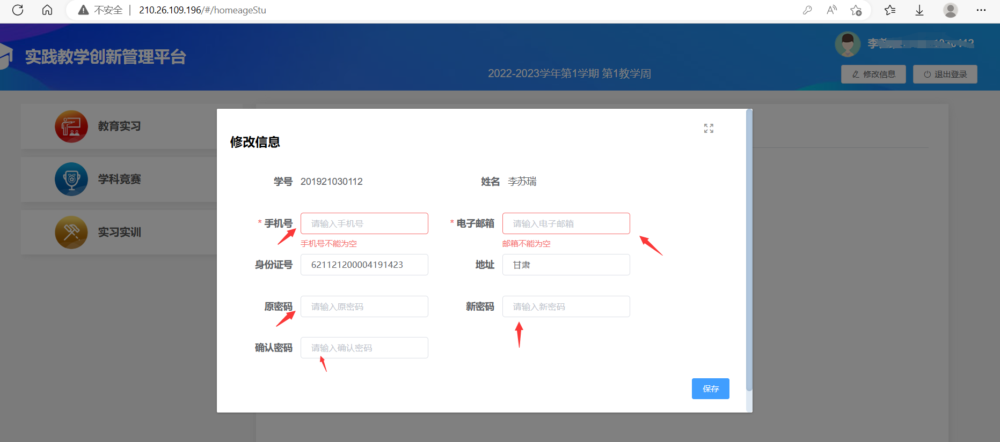 不安全 | 210.26.109.196/#/homeageStu
实践教学创新管理平台
2022-2023学年第1学期 第1教学周
修改信息
退出登录
教育实习
学科竞赛
实习实训
修改信息
学号 201921030112 姓名 李苏瑞
* 手机号 请输入手机号 * 电子邮箱 请输入电子邮箱
手机号不能为空 邮箱不能为空
身份证号 621121200004191423 地址 甘肃
原密码 请输入原密码 新密码 请输入新密码
确认密码 请输入确认密码
保存